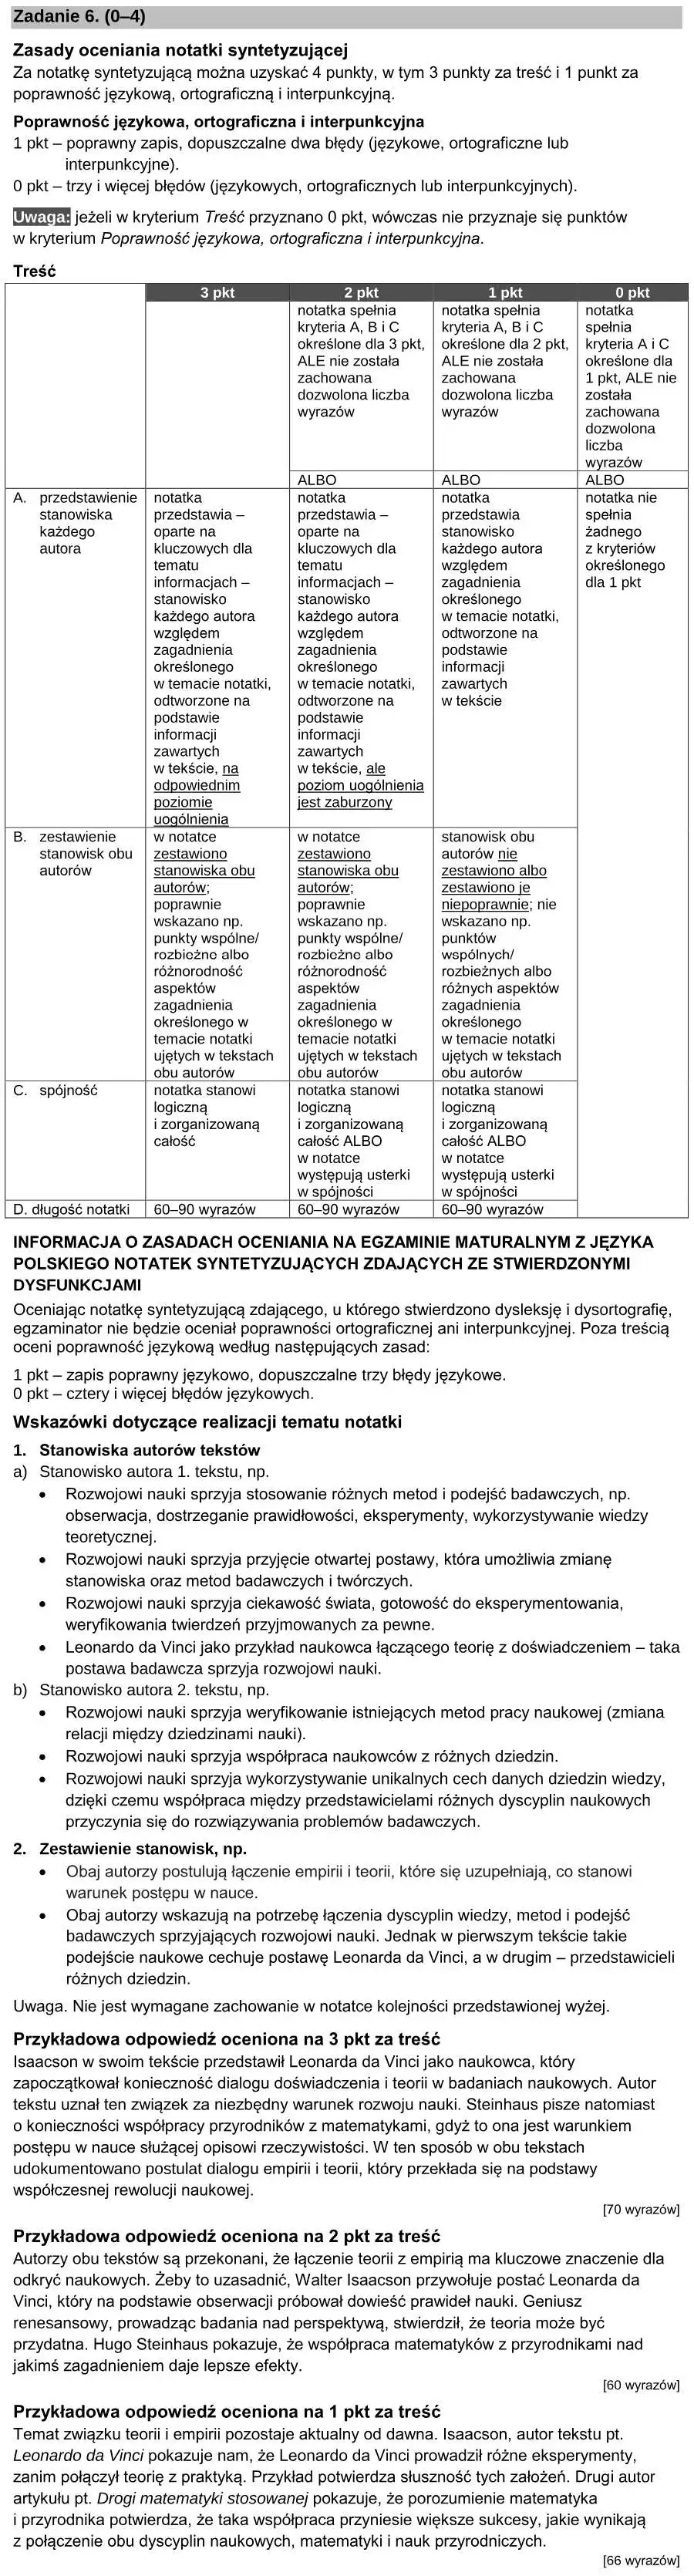 Zadanie 6. (0–4)
Zasady oceniania notatki syntetyzującej
Za notatkę syntetyzującą można uzyskać 4 punkty, w tym 3 punkty za treść i 1 punkt za
poprawność językową, ortograficzną i interpunkcyjną.
Poprawność językowa, ortograficzna i interpunkcyjna
1 pkt – poprawny zapis, dopuszczalne dwa błędy (językowe, ortograficzne lub
interpunkcyjne).
0 pkt – trzy i więcej błędów (językowych, ortograficznych lub interpunkcyjnych).
Uwaga: jeżeli w kryterium Treść przyznano 0 pkt, wówczas nie przyznaje się punktów
w kryterium Poprawność językowa, ortograficzna i interpunkcyjna.
Treść
3 pkt
2 pkt
1 pkt
0 pkt
notatka spełnia
kryteria A, B i C
określone dla 3 pkt,
ALE nie została
zachowana
dozwolona liczba
wyrazów
notatka spełnia
kryteria A, B i C
określone dla 2 pkt,
ALE nie została
zachowana
dozwolona liczba
wyrazów
notatka
spełnia
kryteria A i C
określone dla
1 pkt, ALE nie
została
zachowana
dozwolona
liczba
wyrazów
ALBO
ALBO
ALBO
A. przedstawienie
stanowiska
każdego
autora
notatka
przedstawia –
oparte na
kluczowych dla
tematu
informacjach –
stanowisko
każdego autora
względem
zagadnienia
określonego
w temacie notatki,
odtworzone na
podstawie
informacji
zawartych
w tekście, na
odpowiednim
poziomie
uogólnienia
notatka
przedstawia –
oparte na
kluczowych dla
tematu
informacjach –
stanowisko
każdego autora
względem
zagadnienia
określonego
w temacie notatki,
odtworzone na
podstawie
informacji
zawartych
w tekście, ale
poziom uogólnienia
jest zaburzony
notatka
przedstawia
stanowisko
każdego autora
względem
zagadnienia
określonego
w temacie notatki,
odtworzone na
podstawie
informacji
zawartych
w tekście
notatka nie
spełnia
żadnego
z kryteriów
określonego
dla 1 pkt
B. zestawienie
stanowisk obu
autorów
w notatce
zestawiono
stanowiska obu
autorów;
poprawnie
wskazano np.
punkty wspólne/
rozbieżne albo
różnorodność
aspektów
zagadnienia
określonego w
temacie notatki
ujętych w tekstach
obu autorów
w notatce
zestawiono
stanowiska obu
autorów;
poprawnie
wskazano np.
punkty wspólne/
rozbieżne albo
różnorodność
aspektów
zagadnienia
określonego w
temacie notatki
ujętych w tekstach
obu autorów
stanowisk obu
autorów nie
zestawiono albo
zestawiono je
niepoprawnie; nie
wskazano np.
punktów
wspólnych/
rozbieżnych albo
różnych aspektów
zagadnienia
określonego
w temacie notatki
ujętych w tekstach
obu autorów
C. spójność
notatka stanowi
logiczną
i zorganizowaną
całość
notatka stanowi
logiczną
i zorganizowaną
całość ALBO
w notatce
występują usterki
w spójności
notatka stanowi
logiczną
i zorganizowaną
całość ALBO
w notatce
występują usterki
w spójności
D. długość notatki
60–90 wyrazów
60–90 wyrazów
60–90 wyrazów
INFORMACJA O ZASADACH OCENIANIA NA EGZAMINIE MATURALNYM Z JĘZYKA
POLSKIEGO NOTATEK SYNTETYZUJĄCYCH ZDAJĄCYCH ZE STWIERDZONYMI
DYSFUNKCJAMI
Oceniając notatkę syntetyzującą zdającego, u którego stwierdzono dysleksję i dysortografię,
egzaminator nie będzie oceniał poprawności ortograficznej ani interpunkcyjnej. Poza treścią
oceni poprawność językową według następujących zasad:
1 pkt – zapis poprawny językowo, dopuszczalne trzy błędy językowe.
0 pkt – cztery i więcej błędów językowych.
Wskazówki dotyczące realizacji tematu notatki
1. Stanowiska autorów tekstów
a) Stanowisko autora 1. tekstu, np.
• Rozwojowi nauki sprzyja stosowanie różnych metod i podejść badawczych, np.
obserwacja, dostrzeganie prawidłowości, eksperymenty, wykorzystywanie wiedzy
teoretycznej.
• Rozwojowi nauki sprzyja przyjęcie otwartej postawy, która umożliwia zmianę
stanowiska oraz metod badawczych i twórczych.
• Rozwojowi nauki sprzyja ciekawość świata, gotowość do eksperymentowania,
weryfikowania twierdzeń przyjmowanych za pewne.
• Leonardo da Vinci jako przykład naukowca łączącego teorię z doświadczeniem – taka
postawa badawcza sprzyja rozwojowi nauki.
b) Stanowisko autora 2. tekstu, np.
• Rozwojowi nauki sprzyja weryfikowanie istniejących metod pracy naukowej (zmiana
relacji między dziedzinami nauki).
• Rozwojowi nauki sprzyja współpraca naukowców z różnych dziedzin.
• Rozwojowi nauki sprzyja wykorzystywanie unikalnych cech danych dziedzin wiedzy,
dzięki czemu współpraca między przedstawicielami różnych dyscyplin naukowych
przyczynia się do rozwiązywania problemów badawczych.
2. Zestawienie stanowisk, np.
• Obaj autorzy postulują łączenie empirii i teorii, które się uzupełniają, co stanowi
warunek postępu w nauce.
• Obaj autorzy wskazują na potrzebę łączenia dyscyplin wiedzy, metod i podejść
badawczych sprzyjających rozwojowi nauki. Jednak w pierwszym tekście takie
podejście naukowe cechuje postawę Leonarda da Vinci, a w drugim – przedstawicieli
różnych dziedzin.
Uwaga. Nie jest wymagane zachowanie w notatce kolejności przedstawionej wyżej.
Przykładowa odpowiedź oceniona na 3 pkt za treść
Isaacson w swoim tekście przedstawił Leonarda da Vinci jako naukowca, który
zapoczątkował konieczność dialogu doświadczenia i teorii w badaniach naukowych. Autor
tekstu uznał ten związek za niezbędny warunek rozwoju nauki. Steinhaus pisze natomiast
o konieczności współpracy przyrodników z matematykami, gdyż to ona jest warunkiem
postępu w nauce służącej opisowi rzeczywistości. W ten sposób w obu tekstach
udokumentowano postulat dialogu empirii i teorii, który przekłada się na podstawy
współczesnej rewolucji naukowej.
[70 wyrazów]
Przykładowa odpowiedź oceniona na 2 pkt za treść
Autorzy obu tekstów są przekonani, że łączenie teorii z empirią ma kluczowe znaczenie dla
odkryć naukowych. Żeby to uzasadnić, Walter Isaacson przywołuje postać Leonarda da
Vinci, który na podstawie obserwacji próbował dowieść prawideł nauki. Geniusz
renesansowy, prowadząc badania nad perspektywą, stwierdził, że teoria może być
przydatna. Hugo Steinhaus pokazuje, że współpraca matematyków z przyrodnikami nad
jakimś zagadnieniem daje lepsze efekty.
[60 wyrazów]
Przykładowa odpowiedź oceniona na 1 pkt za treść
Temat związku teorii i empirii pozostaje aktualny od dawna. Isaacson, autor tekstu pt.
Leonardo da Vinci pokazuje nam, że Leonardo da Vinci prowadził różne eksperymenty,
zanim połączył teorię z praktyką. Przykład potwierdza słuszność tych założeń. Drugi autor
artykułu pt. Drogi matematyki stosowanej pokazuje, że porozumienie matematyka
i przyrodnika potwierdza, że taka współpraca przyniesie większe sukcesy, jakie wynikają
z połączenie obu dyscyplin naukowych, matematyki i nauk przyrodniczych.
[66 wyrazów]